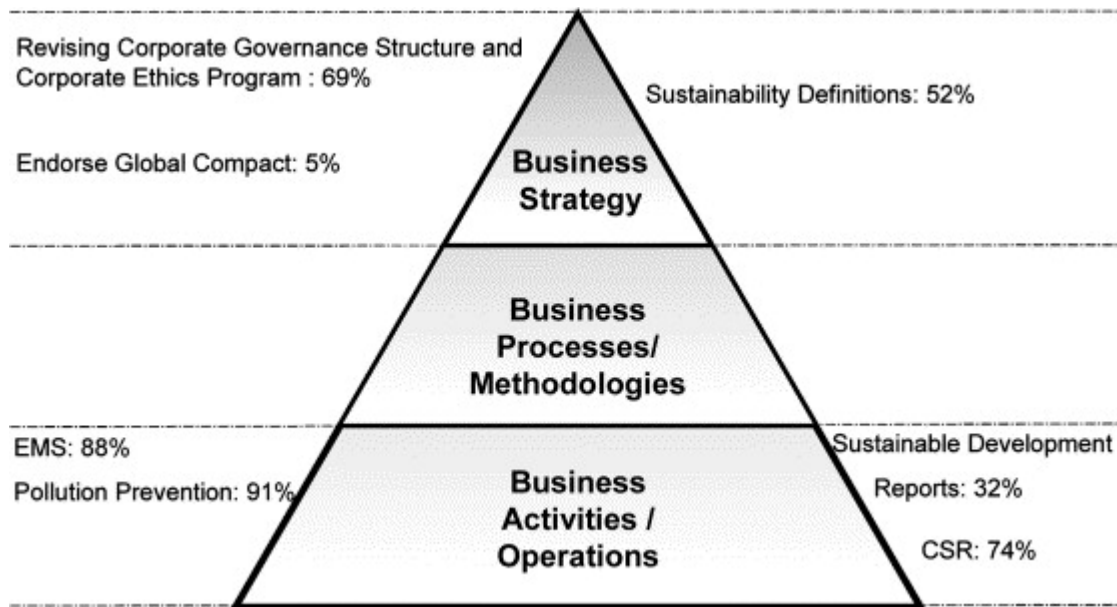 Revising Corporate Governance Structure and
Corporate Ethics Program : 69%
Sustainability Definitions: 52%
Endorse Global Compact: 5%
Business
Strategy
Business
Processes/
Methodologies
EMS: 88%
Pollution Prevention: 91%
Business
Activities /
Operations
Sustainable Development
Reports: 32%
CSR: 74%